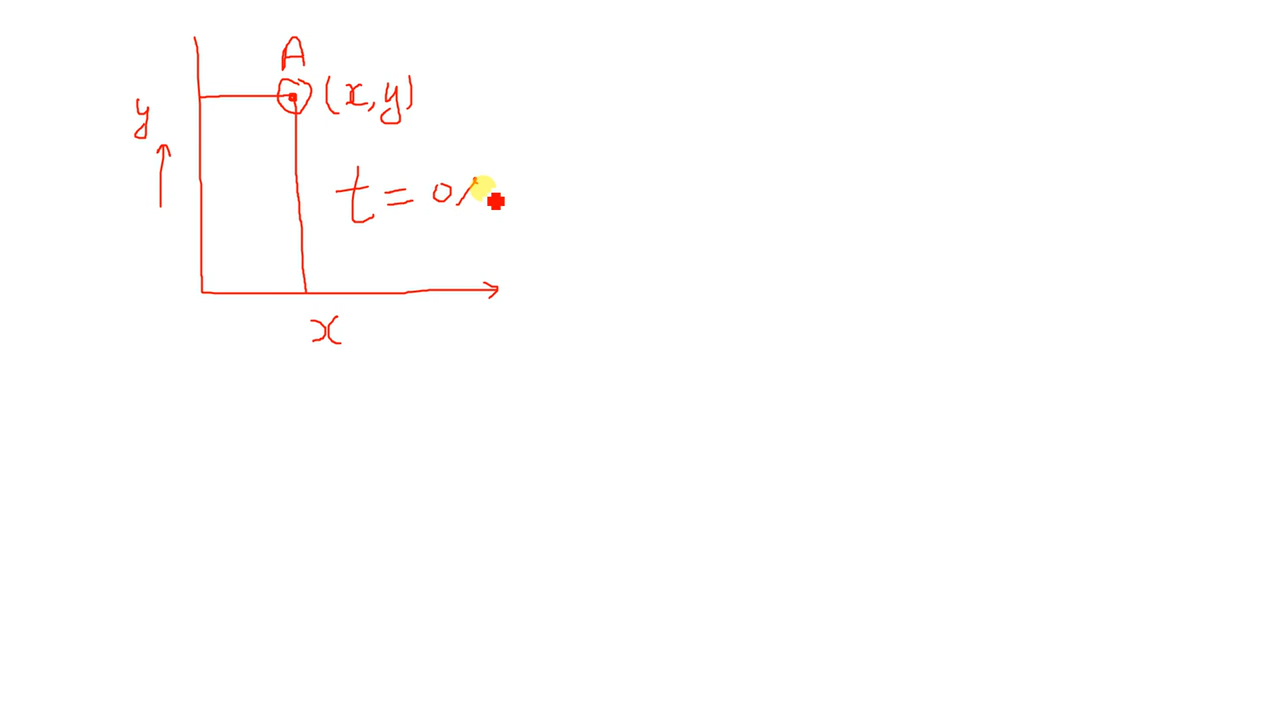 A
(x,y)
y
t = 0
x